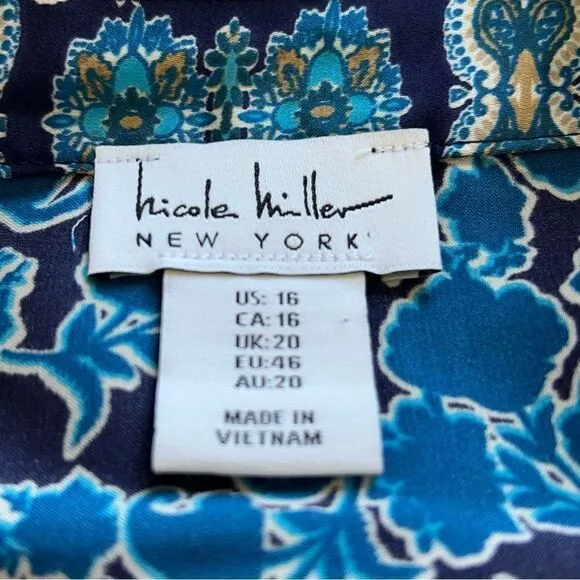 Nicole Miller
NEW YORK
US: 16
CA:16
UK:20
EU:46
AU:20
MADE IN
VIETNAM